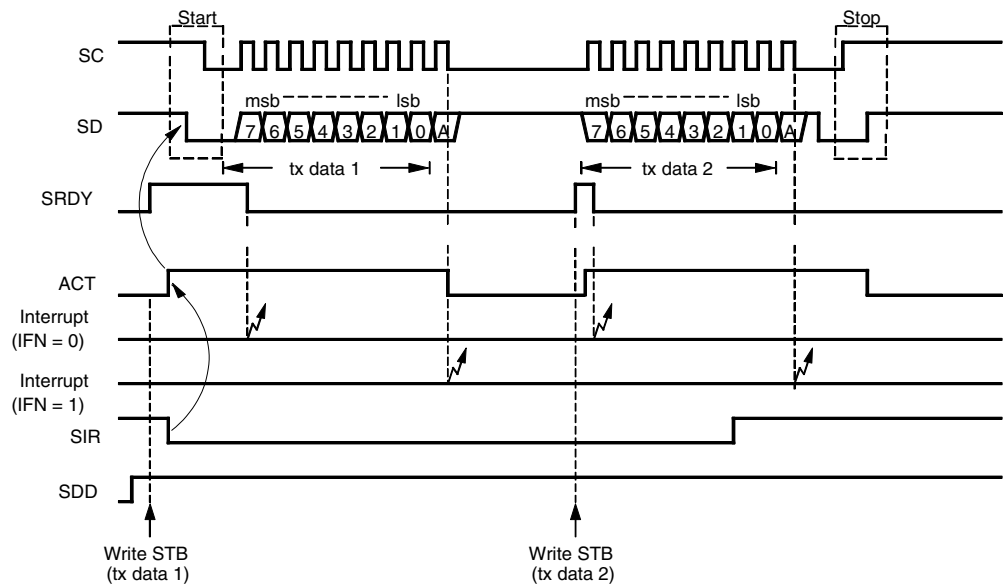 Start
Stop
SC
msb lsb
msb lsb
SD
7 6 5 4 3 2 1 0 A
7 6 5 4 3 2 1 0 A
tx data 1
tx data 2
SRDY
ACT
Interrupt
(IFN = 0)
Interrupt
(IFN = 1)
SIR
SDD
Write STB
(tx data 1)
Write STB
(tx data 2)